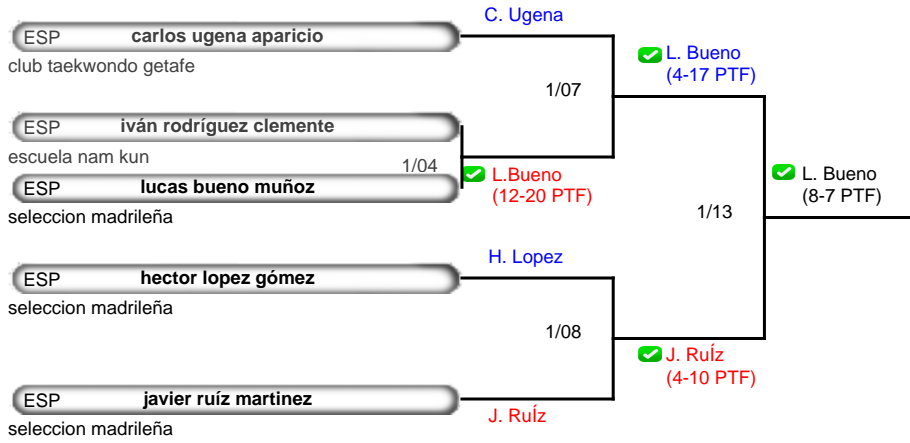 C. Ugena
ESP carlos ugena aparicio
club taekwondo getafe
L. Bueno
(4-17 PTF)
1/07
ESP iván rodríguez clemente
escuela nam kun
1/04
L.Bueno
(12-20 PTF)
ESP lucas bueno muñoz
seleccion madrileña
L. Bueno
(8-7 PTF)
1/13
H. Lopez
ESP hector lopez gómez
seleccion madrileña
1/08
J. RuÍz
(4-10 PTF)
ESP javier ruíz martinez
J. RuÍz
seleccion madrileña